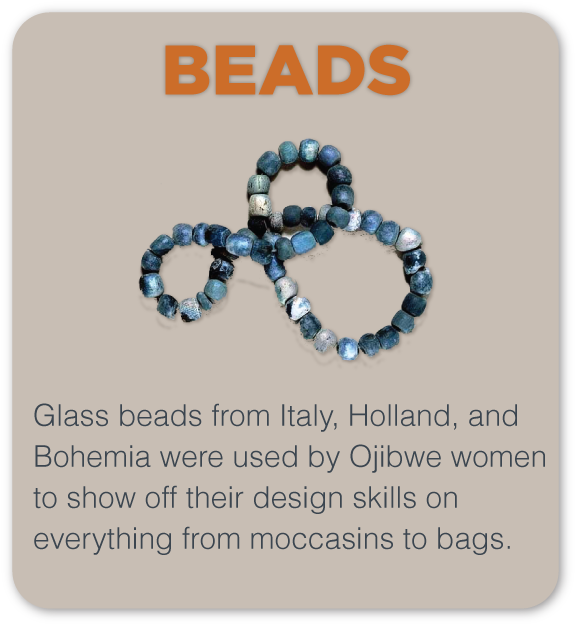 BEADS
Glass beads from Italy, Holland, and
Bohemia were used by Ojibwe women
to show off their design skills on
everything from moccasins to bags.